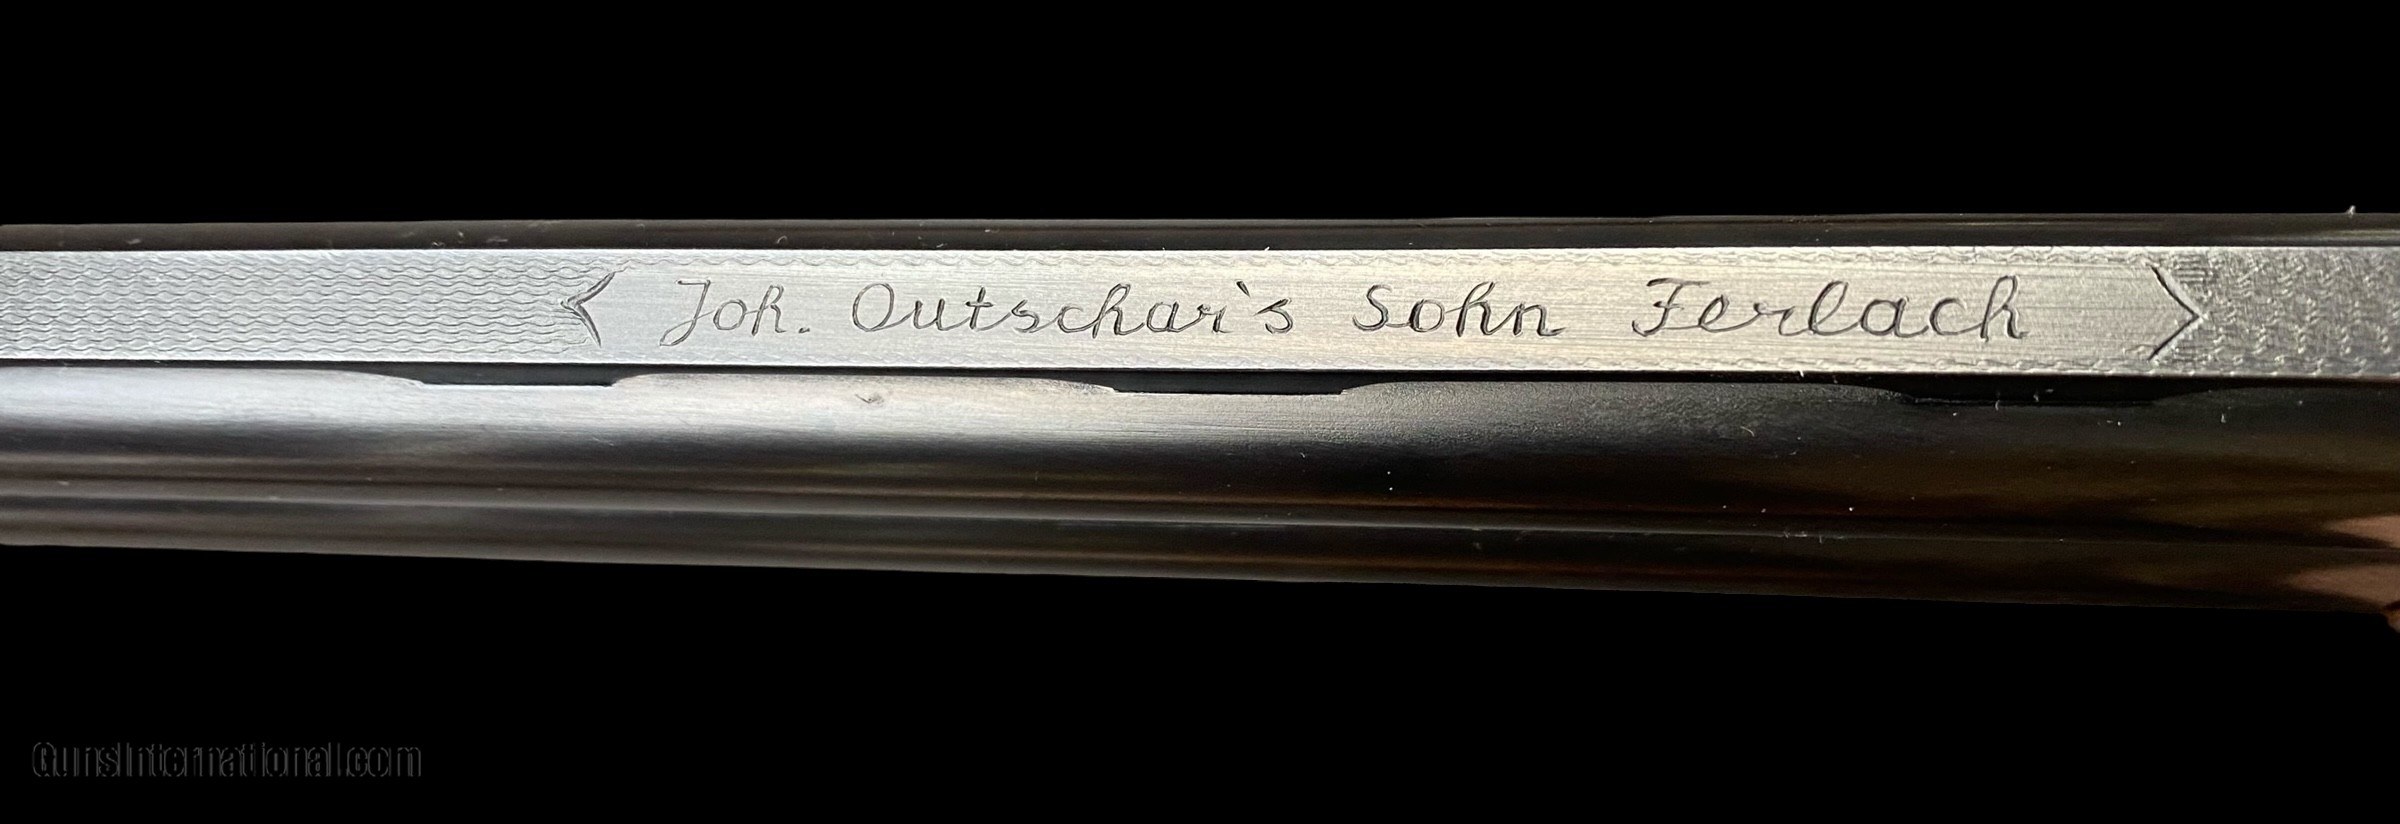 Joh. Outschar`s Sohn Ferlach
GunsInternational.com